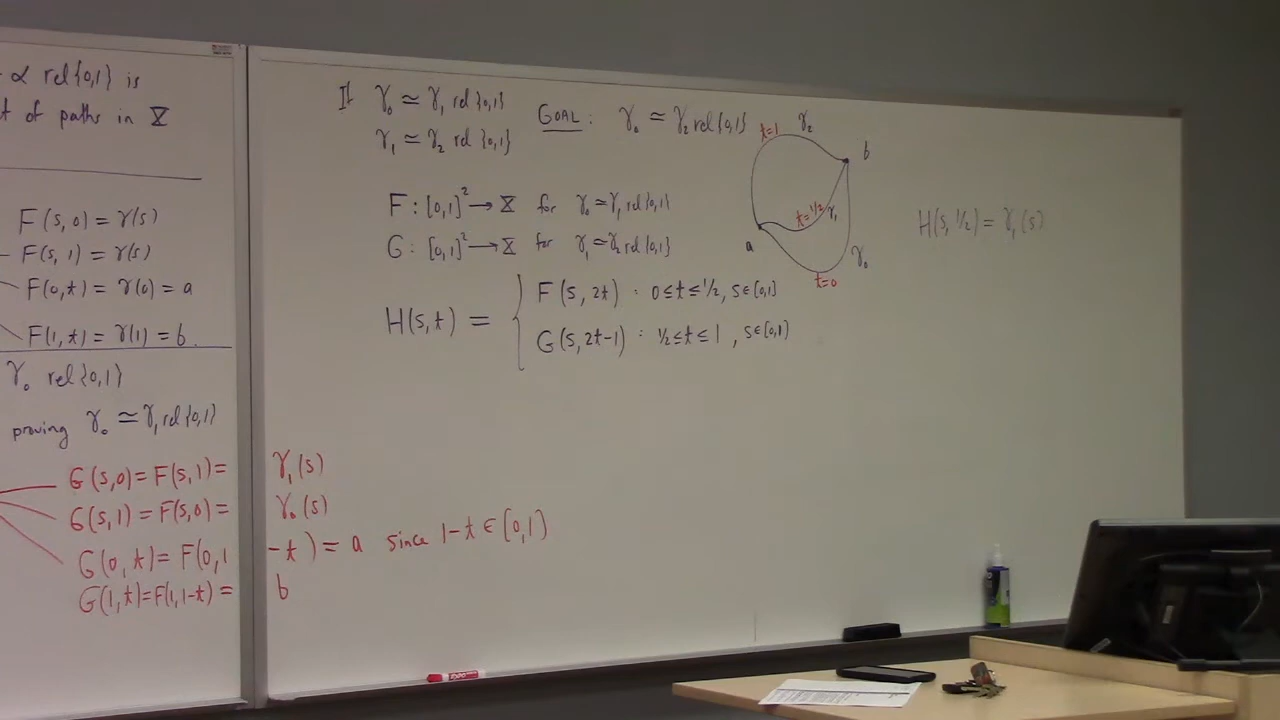 α rel{0,1} is
t of paths in X
F(s,0) = γ(s)
F(s,1) = γ(s)
F(0,t) = γ(0) = a
F(1,t) = γ(1) = b.
γ₀ rel{0,1}
proving γ₀ ≃ γ₁ rel{0,1}
G(s,0) = F(s,1) = γ₁(s)
G(s,1) = F(s,0) = γ₀(s)
G(0,t) = F(0,1-t) = a since 1-t ∈ [0,1]
G(1,t) = F(1,1-t) = b
If γ₀ ≃ γ₁ rel{0,1}
γ₁ ≃ γ₂ rel{0,1}
GOAL: γ₀ ≃ γ₂ rel{0,1}
F: [0,1]² → X for γ₀ ≃ γ₁ rel{0,1}
G: [0,1]² → X for γ₁ ≃ γ₂ rel{0,1}
H(s,t) = { F(s,2t) : 0≤t≤1/2, s∈[0,1]
G(s,2t-1) : 1/2≤t≤1, s∈[0,1]
t=1 γ₂
b
t=1/2 γ₁
a
γ₀
t=0
H(s,1/2) = γ₁(s)
EXPO